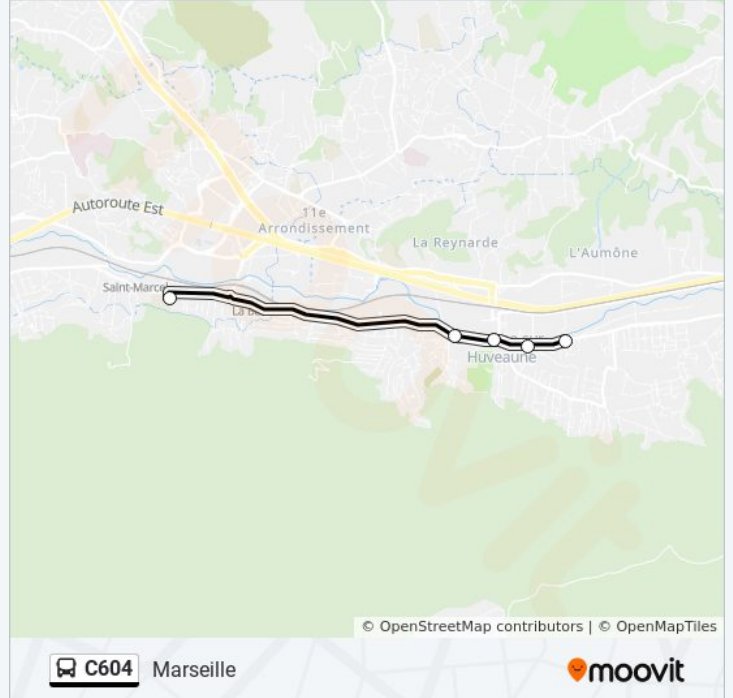 Autoroute Est
11e
Arrondissement
La Reynarde
L'Aumône
Saint-Marcel
Huveaune
© OpenStreetMap contributors | © OpenMapTiles
C604 Marseille
moovit